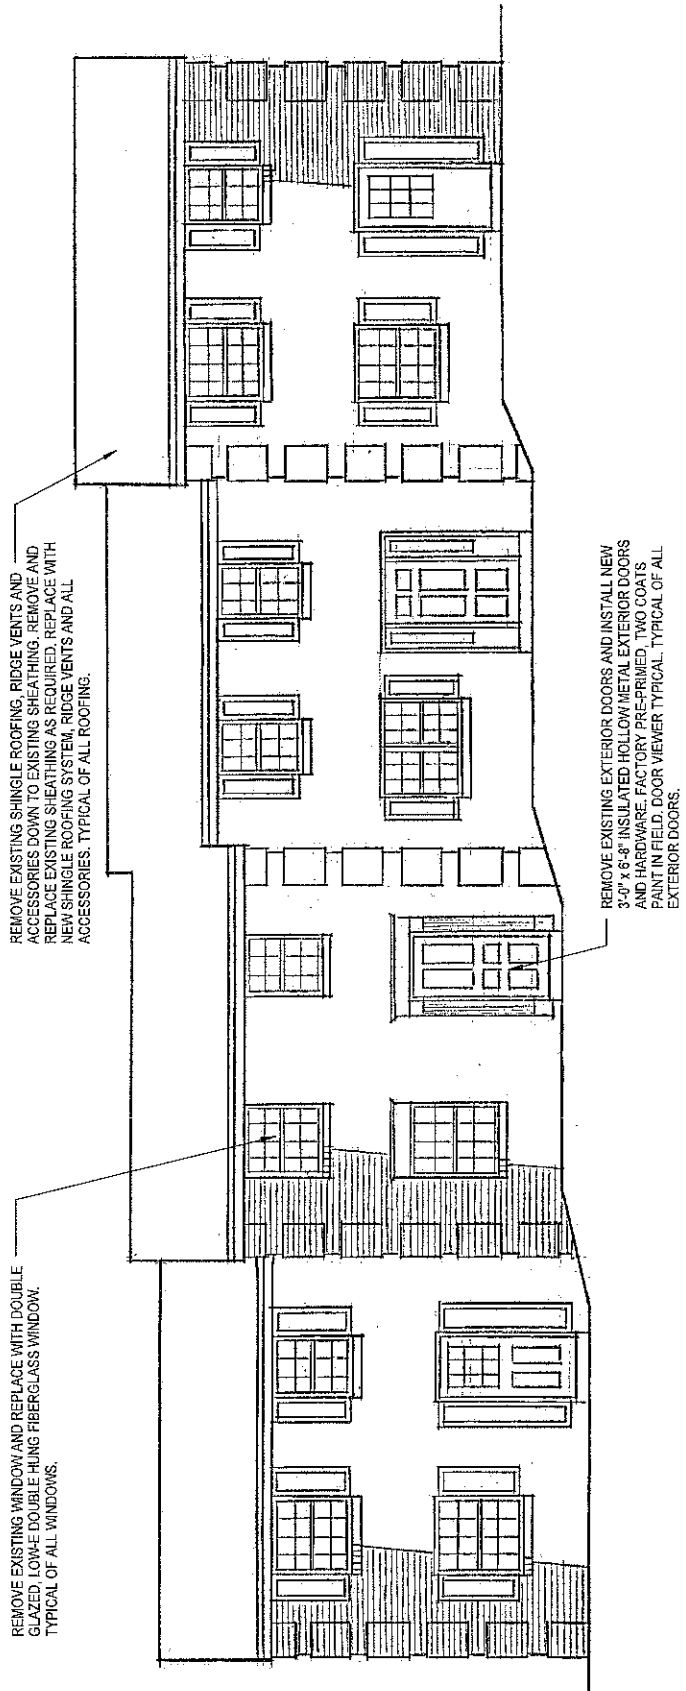 REMOVE EXISTING WINDOW AND REPLACE WITH DOUBLE
GLAZED, LOW-E DOUBLE HUNG FIBERGLASS WINDOW.
TYPICAL OF ALL WINDOWS.
REMOVE EXISTING SHINGLE ROOFING, RIDGE VENTS AND
ACCESSORIES DOWN TO EXISTING SHEATHING. REMOVE AND
REPLACE EXISTING SHEATHING AS REQUIRED. REPLACE WITH
NEW SHINGLE ROOFING SYSTEM, RIDGE VENTS AND ALL
ACCESSORIES. TYPICAL OF ALL ROOFING.
REMOVE EXISTING EXTERIOR DOORS AND INSTALL NEW
3'-0" x 6'-8" INSULATED HOLLOW METAL EXTERIOR DOORS
AND HARDWARE. FACTORY PRE-PRIMED, TWO COATS
PAINT IN FIELD. DOOR VIEWER TYPICAL. TYPICAL OF ALL
EXTERIOR DOORS.